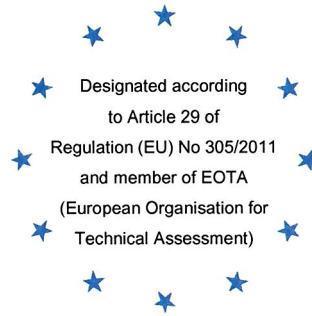 Designated according
to Article 29 of
Regulation (EU) No 305/2011
and member of EOTA
(European Organisation for
Technical Assessment)